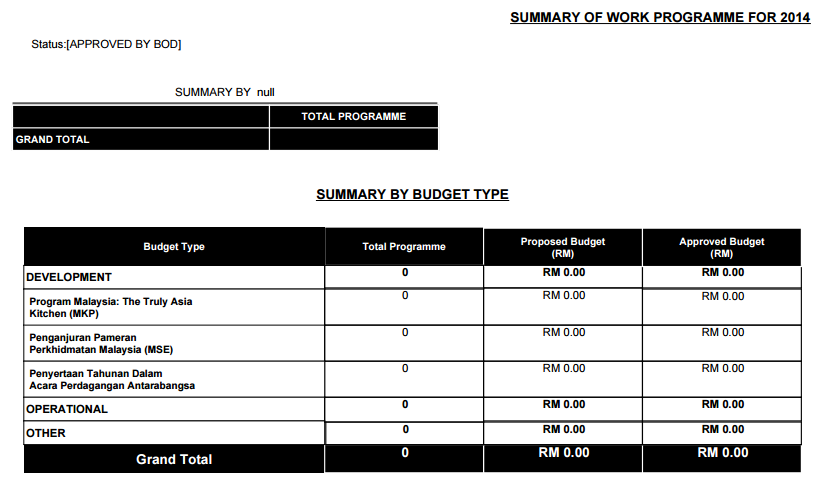 SUMMARY OF WORK PROGRAMME FOR 2014
Status:[APPROVED BY BOD]
SUMMARY BY null
TOTAL PROGRAMME
GRAND TOTAL
SUMMARY BY BUDGET TYPE
Budget Type Total Programme Proposed Budget (RM) Approved Budget (RM)
DEVELOPMENT 0 RM 0.00 RM 0.00
Program Malaysia: The Truly Asia 0 RM 0.00 RM 0.00
Kitchen (MKP)
Penganjuran Pameran 0 RM 0.00 RM 0.00
Perkhidmatan Malaysia (MSE)
Penyertaan Tahunan Dalam 0 RM 0.00 RM 0.00
Acara Perdagangan Antarabangsa
OPERATIONAL 0 RM 0.00 RM 0.00
OTHER 0 RM 0.00 RM 0.00
Grand Total 0 RM 0.00 RM 0.00